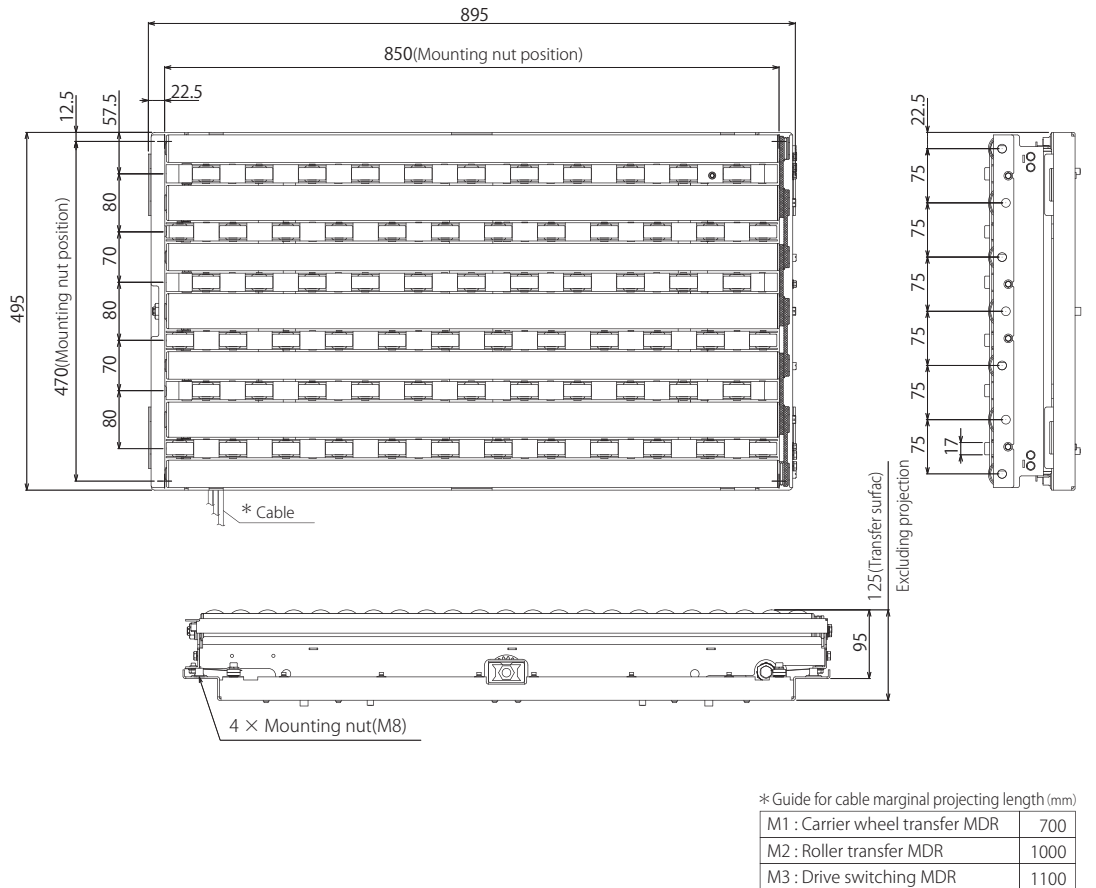 895
850(Mounting nut position)
22.5
12.5
57.5
22.5
495
470(Mounting nut position)
80
70
80
70
80
75
75
75
75
75
75
17
* Cable
125(Transfer surfac)
Excluding projection
95
4 × Mounting nut(M8)
*Guide for cable marginal projecting length (mm)
M1 : Carrier wheel transfer MDR 700
M2 : Roller transfer MDR 1000
M3 : Drive switching MDR 1100